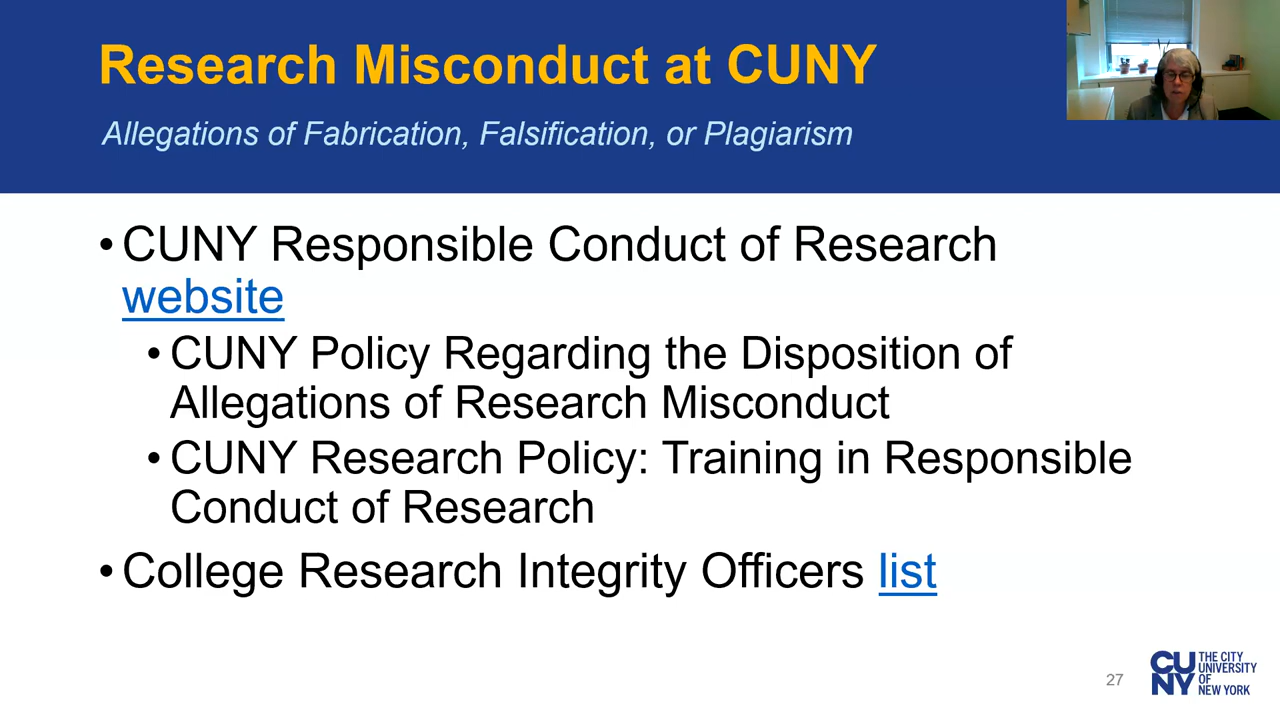 Research Misconduct at CUNY
Allegations of Fabrication, Falsification, or Plagiarism
•CUNY Responsible Conduct of Research
website
•CUNY Policy Regarding the Disposition of
Allegations of Research Misconduct
•CUNY Research Policy: Training in Responsible
Conduct of Research
•College Research Integrity Officers list
27
CU
NY
THE CITY
UNIVERSITY
OF
NEW YORK